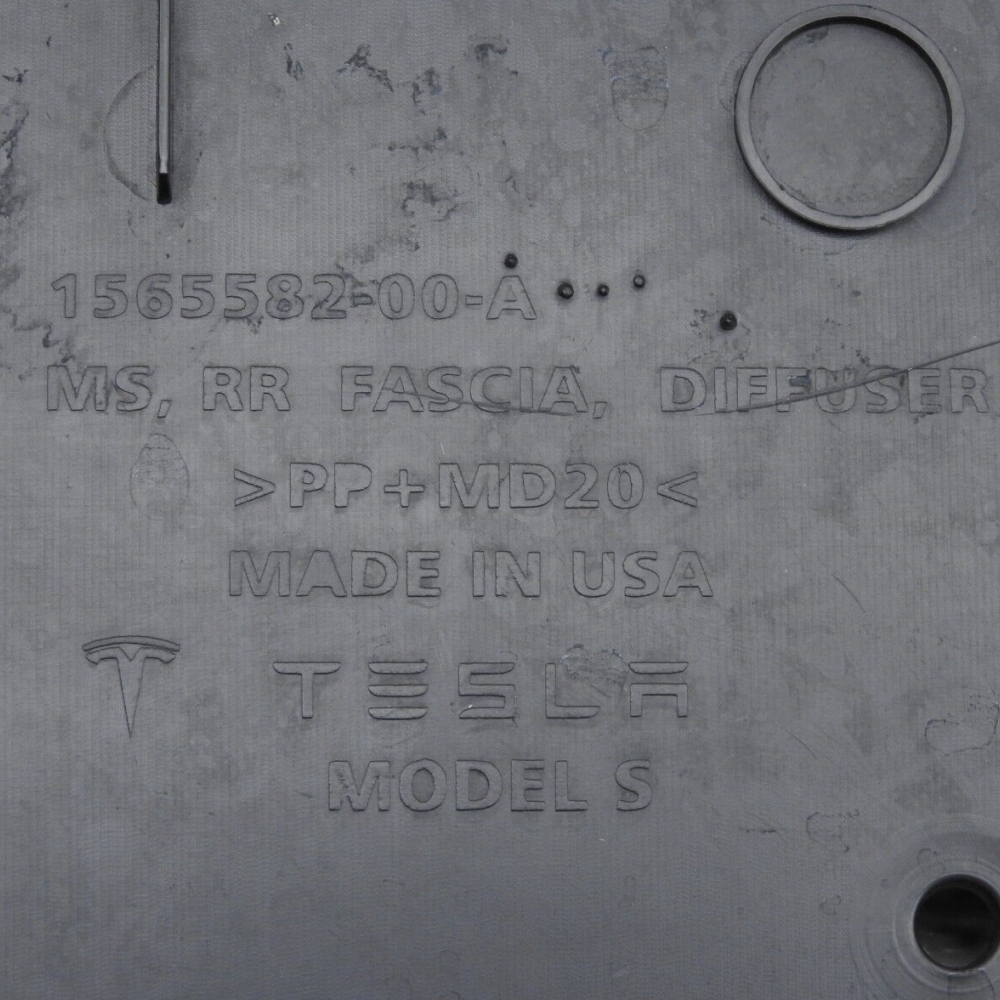 1565582-00-A
MS, RR FASCIA, DIFFUSER
>PP+MD20<
MADE IN USA
TESLA
MODEL S